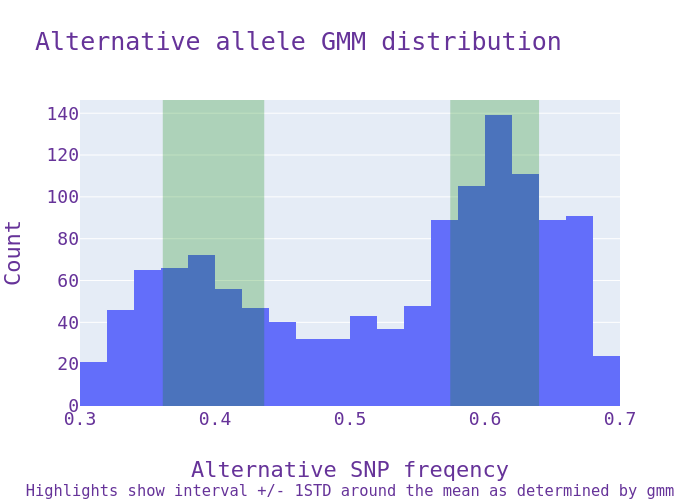 Alternative allele GMM distribution
140
120
100
80
60
40
20
0
Count
0.3 0.4 0.5 0.6 0.7
Alternative SNP freqency
Highlights show interval +/- 1STD around the mean as determined by gmm